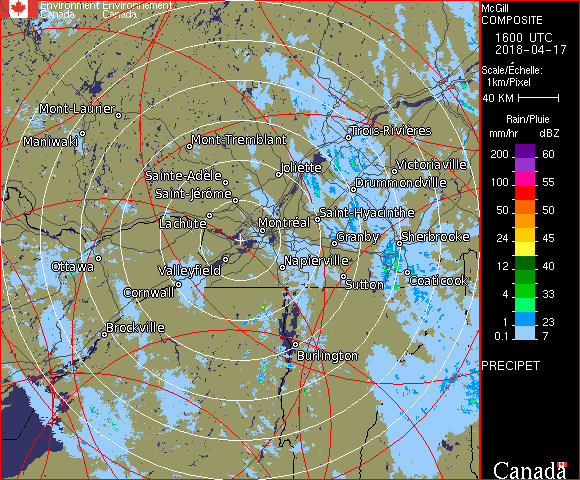 Environment Environnement
Canada Canada
McGill
COMPOSITE
1600 UTC
2018-04-17
Scale/Échelle:
1km/Pixel
40 KM
Rain/Pluie
mm/hr dBZ
200 60
100 55
50 50
24 45
12 40
4 33
1 23
0.1 7
PRECIPET
Canada
Mont-Laurier
Maniwaki
Mont-Tremblant
Trois-Rivières
Sainte-Adèle
Joliette
Victoriaville
Saint-Jérôme
Drummondville
Lachute
Saint-Hyacinthe
Montréal
Granby
Sherbrooke
Ottawa
Valleyfield
Napierville
Cornwall
Sutton
Coaticook
Brockville
Burlington